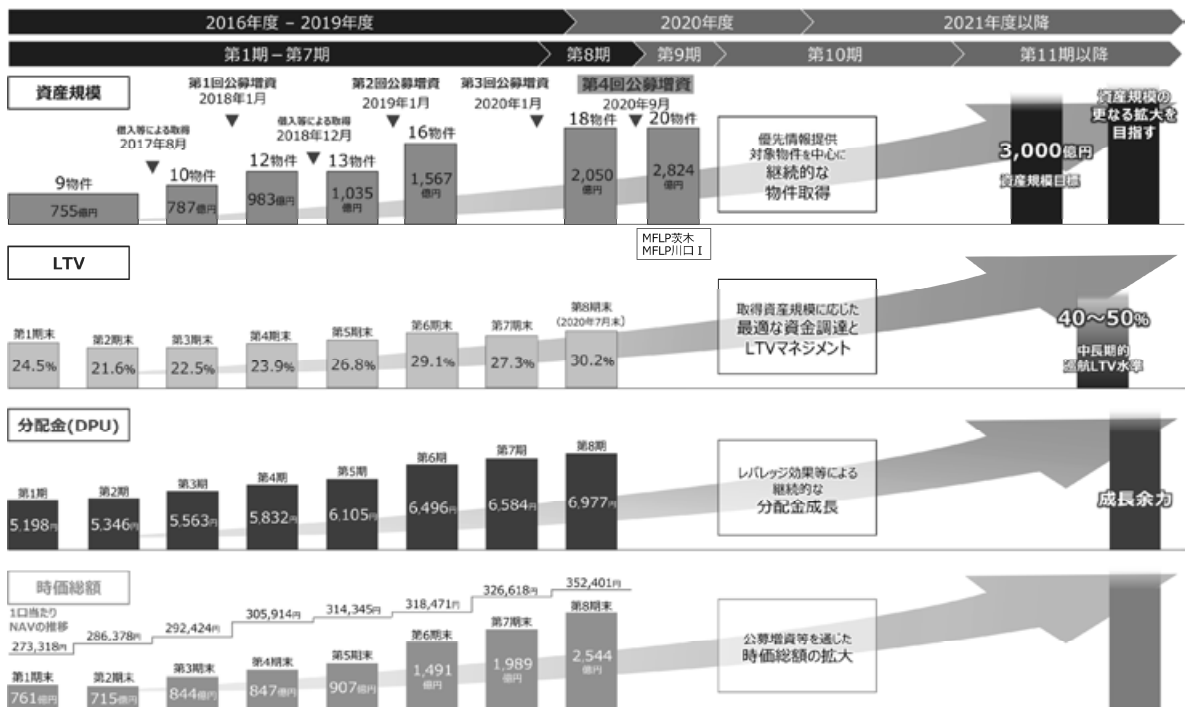 2016年度 – 2019年度
2020年度
2021年度以降
第1期 – 第7期
第8期
第9期
第10期
第11期以降
資産規模
借入等による取得
2017年8月
第1回公募増資
2018年1月
借入等による取得
2018年12月
第2回公募増資
2019年1月
第3回公募増資
2020年1月
第4回公募増資
2020年9月
9物件
755億円
10物件
787億円
12物件
983億円
13物件
1,035
億円
16物件
1,567
億円
18物件
2,050
億円
20物件
2,824
億円
MFLP茨木
MFLP川口Ⅰ
優先情報提供
対象物件を中心に
継続的な
物件取得
3,000億円
資産規模目標
資産規模の
更なる拡大を
目指す
LTV
第1期末
24.5%
第2期末
21.6%
第3期末
22.5%
第4期末
23.9%
第5期末
26.8%
第6期末
29.1%
第7期末
27.3%
第8期末
(2020年7月末)
30.2%
取得資産規模に応じた
最適な資金調達と
LTVマネジメント
40～50%
中長期的
巡航LTV水準
分配金(DPU)
第1期
5,198円
第2期
5,346円
第3期
5,563円
第4期
5,832円
第5期
6,105円
第6期
6,496円
第7期
6,584円
第8期
6,977円
レバレッジ効果等による
継続的な
分配金成長
成長余力
時価総額
1口当たり
NAVの推移
273,318円
286,378円
292,424円
305,914円
314,345円
318,471円
326,618円
352,401円
第1期末
761億円
第2期末
715億円
第3期末
844億円
第4期末
847億円
第5期末
907億円
第6期末
1,491
億円
第7期末
1,989
億円
第8期末
2,544
億円
公募増資等を通じた
時価総額の拡大